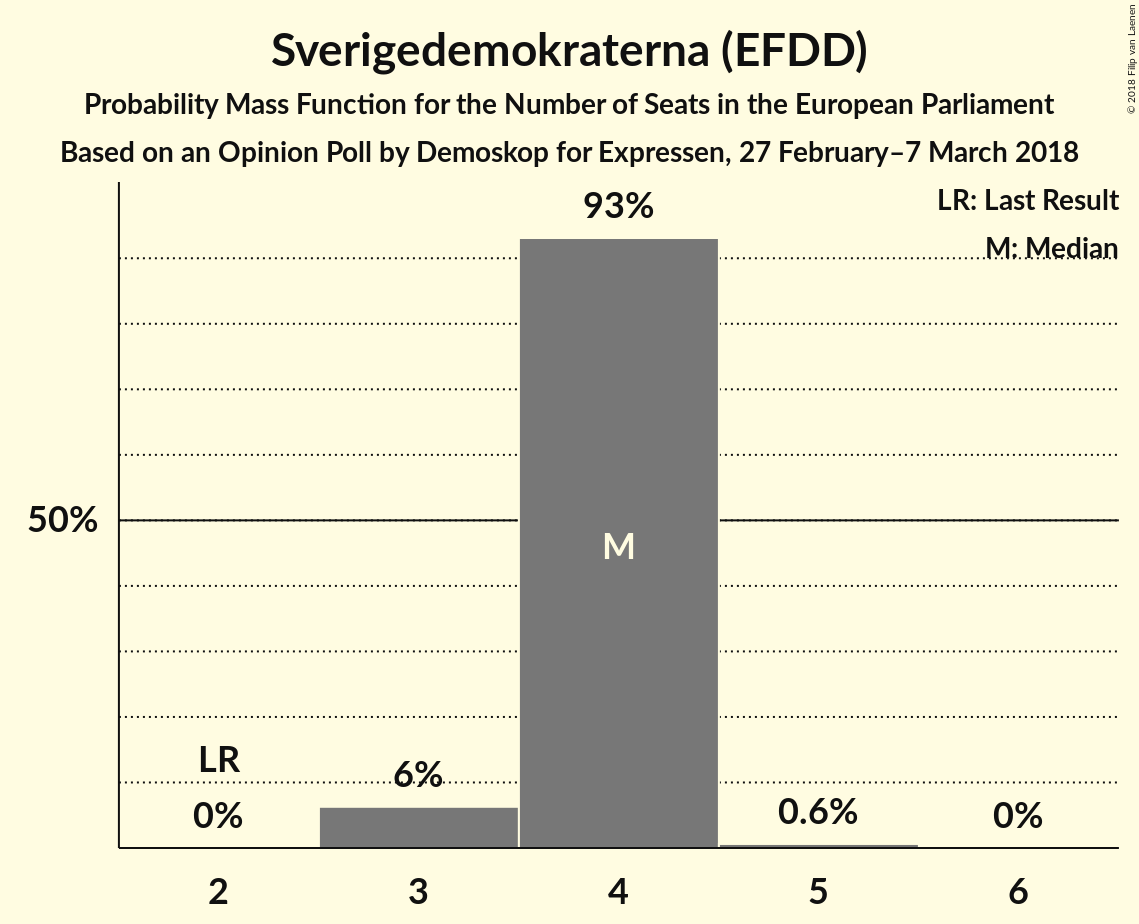 Sverigedemokraterna (EFDD)
Probability Mass Function for the Number of Seats in the European Parliament
Based on an Opinion Poll by Demoskop for Expressen, 27 February–7 March 2018
© 2018 Filip van Laenen
LR: Last Result
M: Median
93%
50%
M
LR
0%
6%
0.6%
0%
2 3 4 5 6